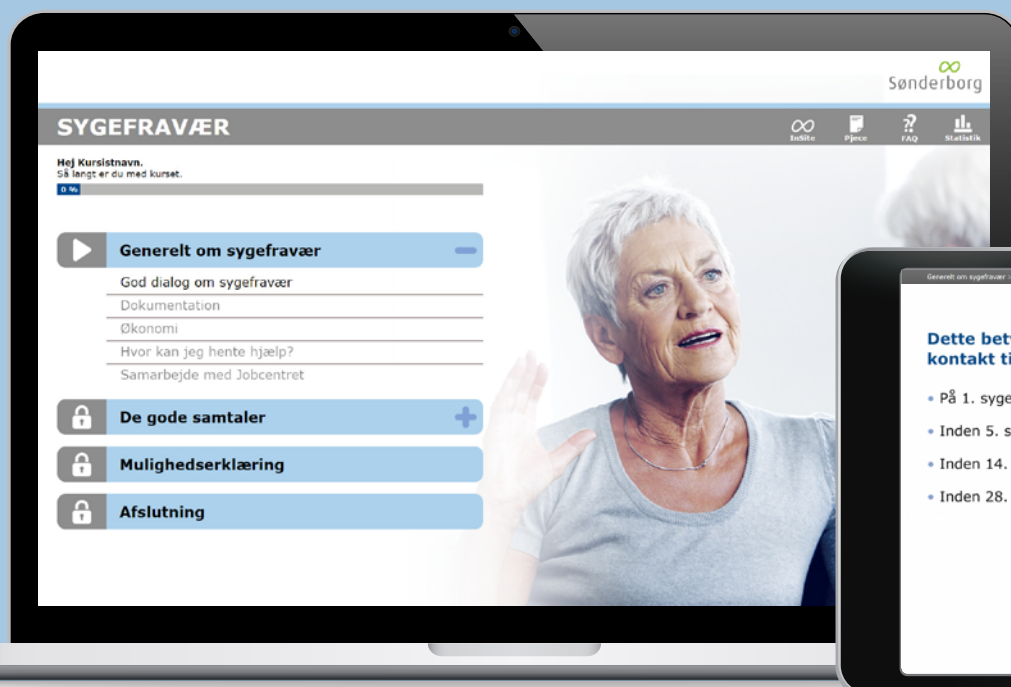 Sønderborg
SYGEFRAVÆR
InSite
Pjece
FAQ
Statistik
Hej Kursistnavn.
Så langt er du med kurset.
0 %
Generelt om sygefravær
God dialog om sygefravær
Dokumentation
Økonomi
Hvor kan jeg hente hjælp?
Samarbejde med Jobcentret
De gode samtaler
Mulighedserklæring
Afslutning
Generelt om sygefravær
Dette bet
kontakt ti
• På 1. syge
• Inden 5. s
• Inden 14.
• Inden 28.